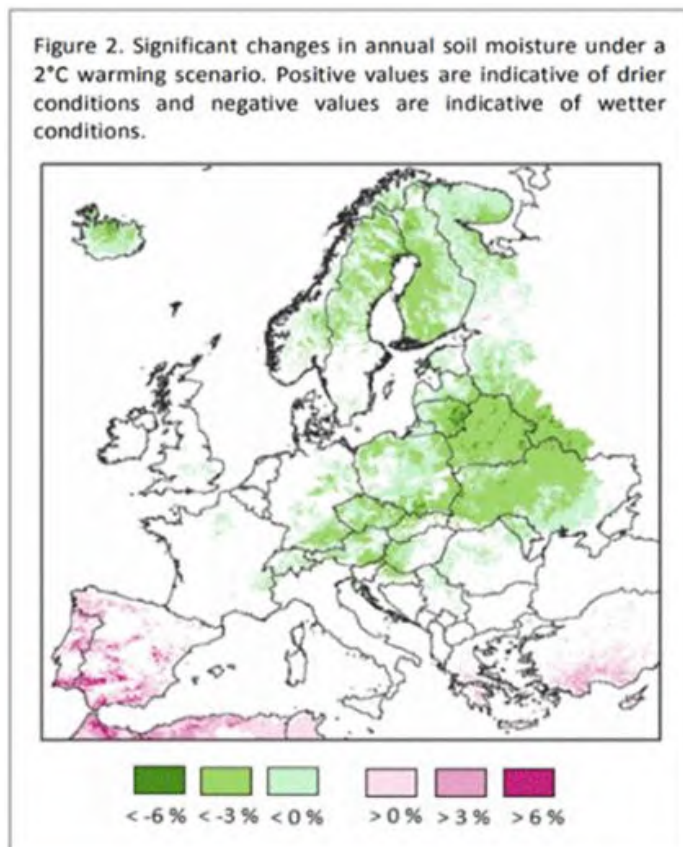 Figure 2. Significant changes in annual soil moisture under a
2°C warming scenario. Positive values are indicative of drier
conditions and negative values are indicative of wetter
conditions.
< -6 % < -3 % < 0 % > 0 % > 3 % > 6 %